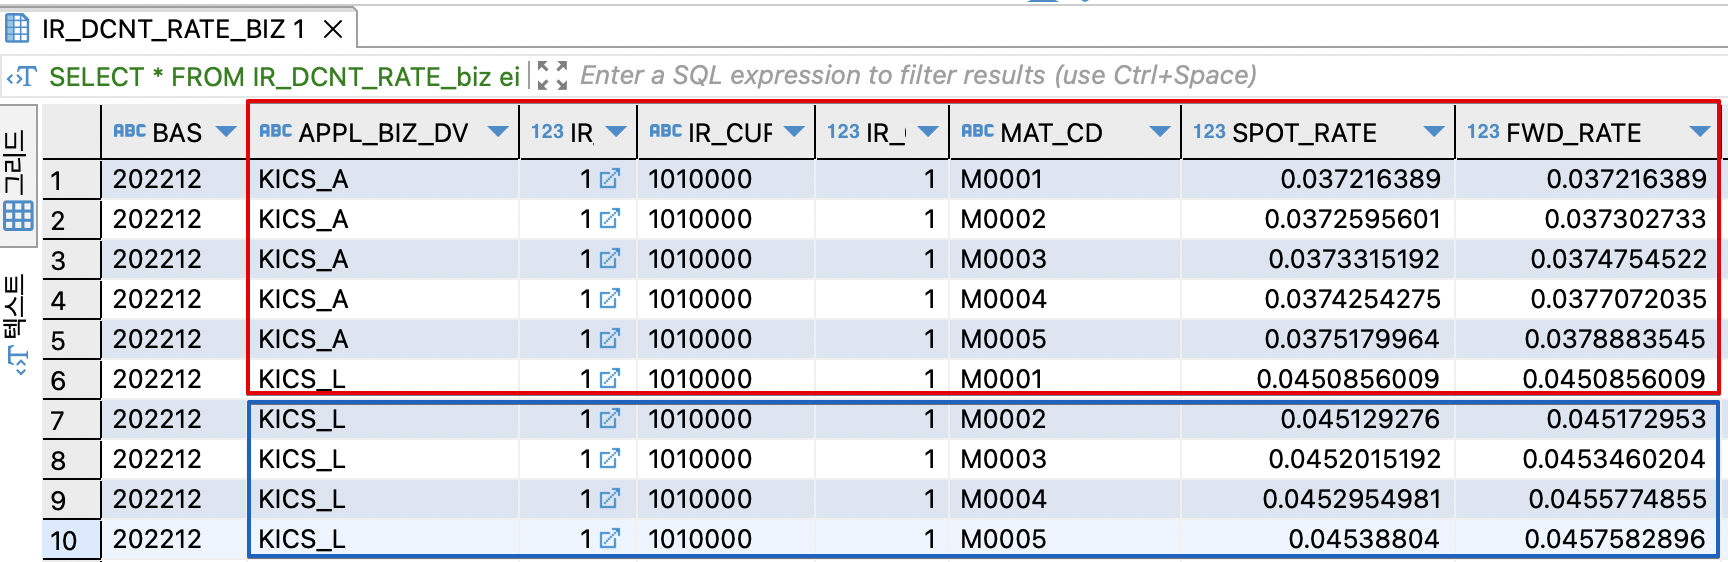 IR_DCNT_RATE_BIZ 1
SELECT * FROM IR_DCNT_RATE_biz ei Enter a SQL expression to filter results (use Ctrl+Space)
그리드
텍스트
ABC BAS ABC APPL_BIZ_DV 123 IR_ ABC IR_CUF 123 IR_ ABC MAT_CD 123 SPOT_RATE 123 FWD_RATE
1 202212 KICS_A 1 1010000 1 M0001 0.037216389 0.037216389
2 202212 KICS_A 1 1010000 1 M0002 0.0372595601 0.037302733
3 202212 KICS_A 1 1010000 1 M0003 0.0373315192 0.0374754522
4 202212 KICS_A 1 1010000 1 M0004 0.0374254275 0.0377072035
5 202212 KICS_A 1 1010000 1 M0005 0.0375179964 0.0378883545
6 202212 KICS_L 1 1010000 1 M0001 0.0450856009 0.0450856009
7 202212 KICS_L 1 1010000 1 M0002 0.045129276 0.045172953
8 202212 KICS_L 1 1010000 1 M0003 0.0452015192 0.0453460204
9 202212 KICS_L 1 1010000 1 M0004 0.0452954981 0.0455774855
10 202212 KICS_L 1 1010000 1 M0005 0.04538804 0.0457582896